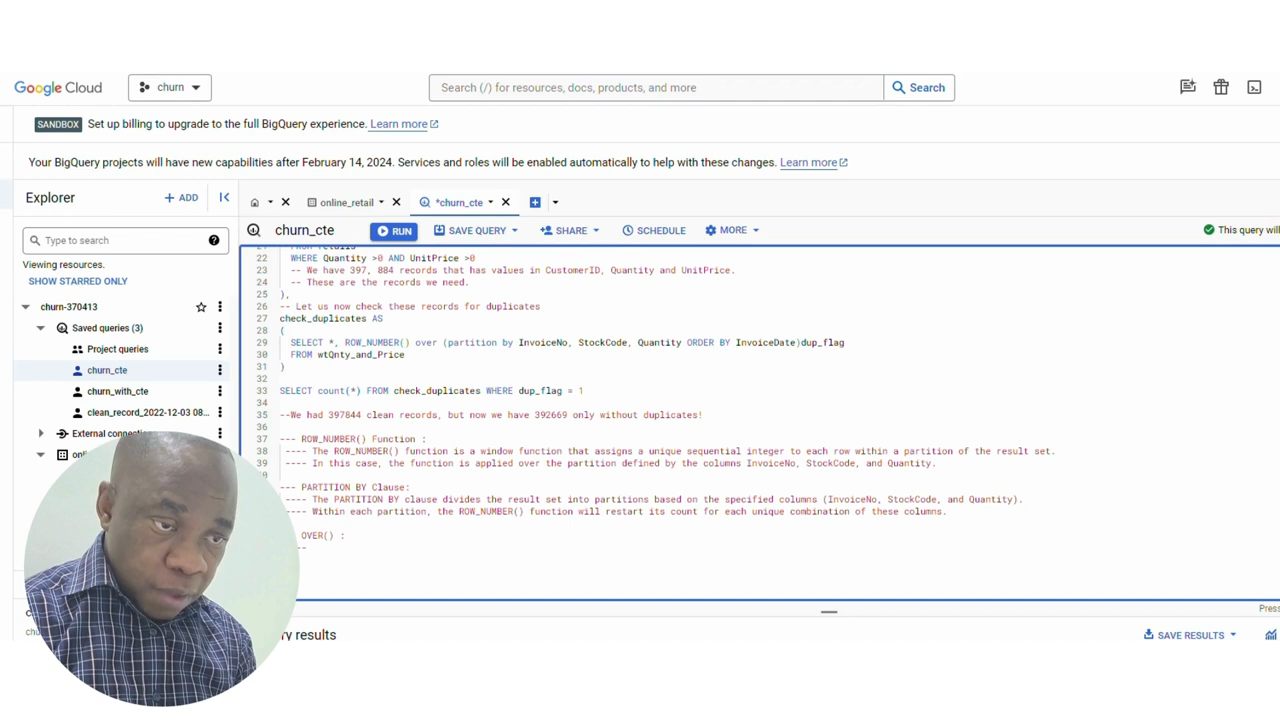 Google Cloud
churn
Search (/) for resources, docs, products, and more
Search
SANDBOX Set up billing to upgrade to the full BigQuery experience. Learn more
Your BigQuery projects will have new capabilities after February 14, 2024. Services and roles will be enabled automatically to help with these changes. Learn more
Explorer
+ ADD
online_retail
*churn_cte
churn_cte
RUN
SAVE QUERY
SHARE
SCHEDULE
MORE
This query will
Type to search
Viewing resources.
SHOW STARRED ONLY
churn-370413
Saved queries (3)
Project queries
churn_cte
churn_with_cte
clean_record_2022-12-03 08...
External
22 WHERE Quantity >0 AND UnitPrice >0
23 -- We have 397, 884 records that has values in CustomerID, Quantity and UnitPrice.
24 -- These are the records we need.
25 ),
26 -- Let us now check these records for duplicates
27 check_duplicates AS
28 (
29 SELECT *, ROW_NUMBER() over (partition by InvoiceNo, StockCode, Quantity ORDER BY InvoiceDate)dup_flag
30 FROM wtQnty_and_Price
31 )
32
33 SELECT count(*) FROM check_duplicates WHERE dup_flag = 1
34
35 --We had 397844 clean records, but now we have 392669 only without duplicates!
36
37 --- ROW_NUMBER() Function :
38 ---- The ROW_NUMBER() function is a window function that assigns a unique sequential integer to each row within a partition of the result set.
39 ---- In this case, the function is applied over the partition defined by the columns InvoiceNo, StockCode, and Quantity.
--- PARTITION BY Clause:
---- The PARTITION BY clause divides the result set into partitions based on the specified columns (InvoiceNo, StockCode, and Quantity).
---- Within each partition, the ROW_NUMBER() function will restart its count for each unique combination of these columns.
OVER() :
--
results
SAVE RESULTS